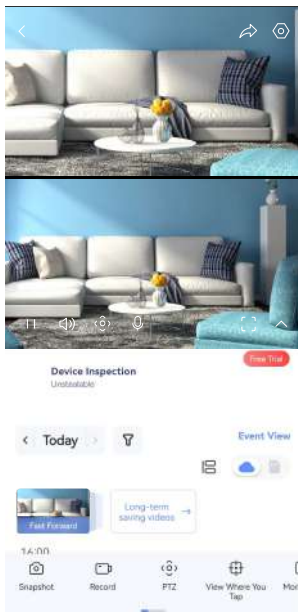 Free Trial
Device Inspection
Unstealable
Today
Event View
Long-term
saving videos
Fast Forward
14:00
Snapshot
Record
PTZ
View Where You
Tap